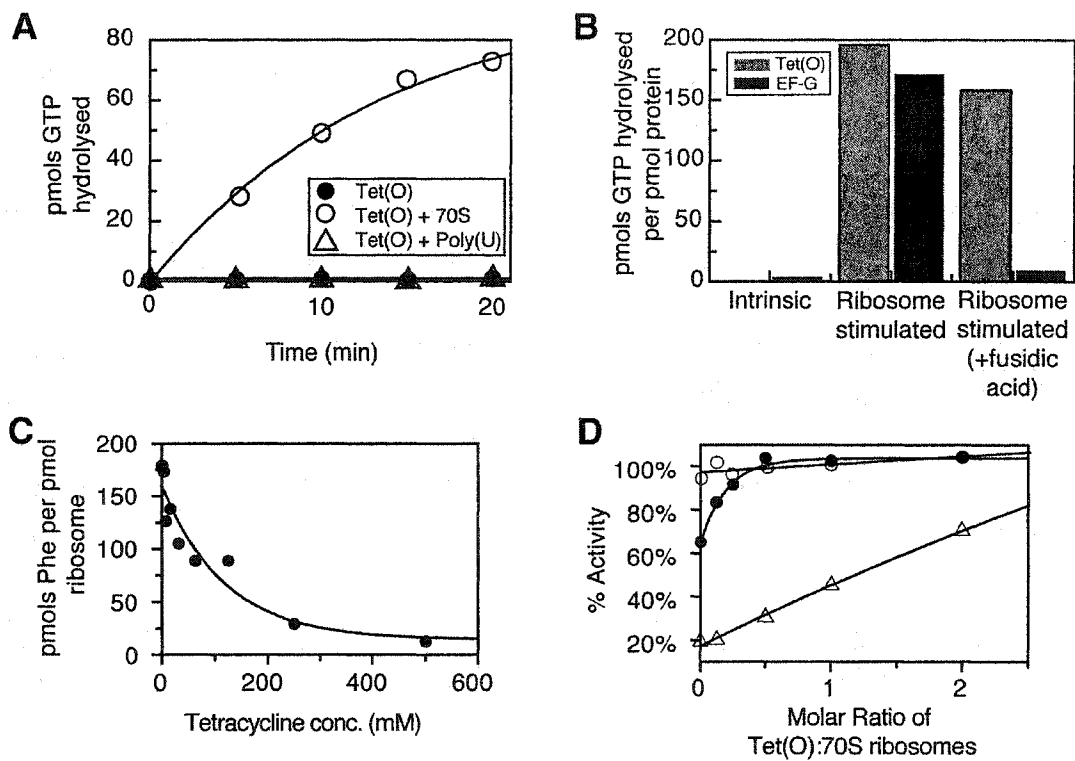 A
pmols GTP
hydrolysed
80
60
40
20
0
Tet(O)
Tet(O) + 70S
Tet(O) + Poly(U)
0
10
20
Time (min)
B
pmols GTP hydrolysed
per pmol protein
200
150
100
50
0
Tet(O)
EF-G
Intrinsic
Ribosome
stimulated
Ribosome
stimulated
(+fusidic
acid)
C
pmols Phe per pmol
ribosome
200
150
100
50
0
0
200
400
600
Tetracycline conc. (mM)
D
% Activity
100%
80%
60%
40%
20%
0
1
2
Molar Ratio of
Tet(O):70S ribosomes